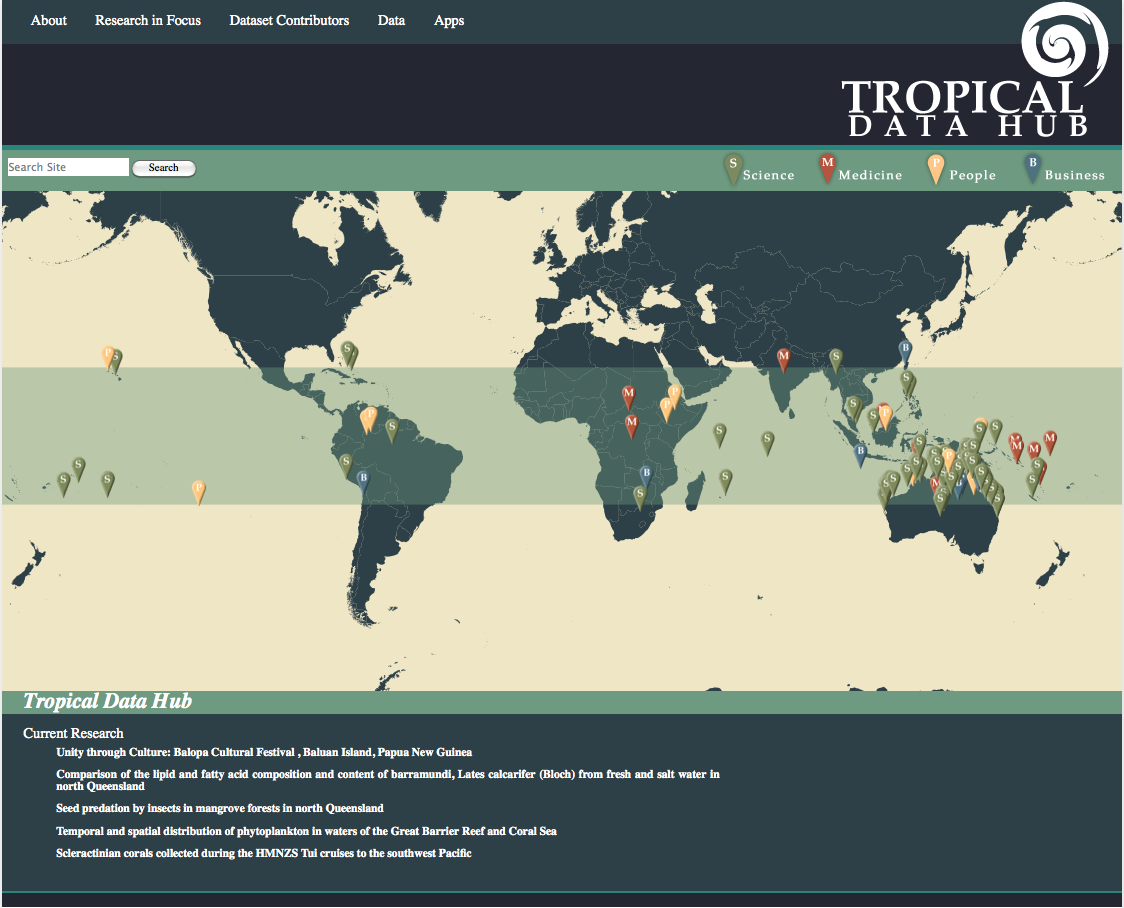 About Research in Focus Dataset Contributors Data Apps
TROPICAL
DATA HUB
Search Site Search
S Science M Medicine P People B Business
Tropical Data Hub
Current Research
Unity through Culture: Balopa Cultural Festival , Baluan Island, Papua New Guinea
Comparison of the lipid and fatty acid composition and content of barramundi, Lates calcarifer (Bloch) from fresh and salt water in
north Queensland
Seed predation by insects in mangrove forests in north Queensland
Temporal and spatial distribution of phytoplankton in waters of the Great Barrier Reef and Coral Sea
Scleractinian corals collected during the HMNZS Tui cruises to the southwest Pacific